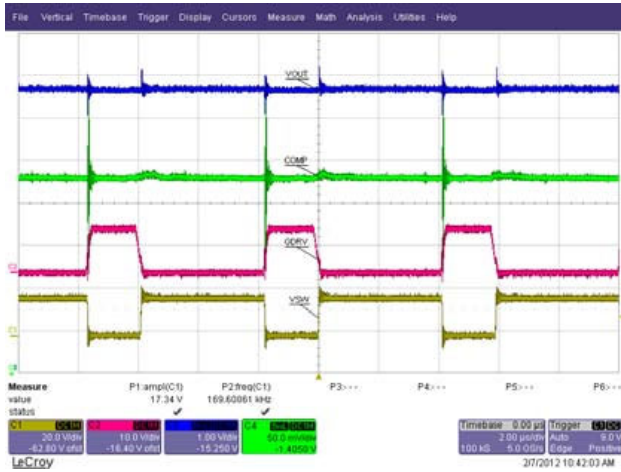 File Vertical Timebase Trigger Display Cursors Measure Math Analysis Utilities Help
VOUT
COMP
GDRV
VSW
Measure P1:ampl(C1) P2:freq(C1) P3:- - - P4:- - - P5:- - - P6:- - -
value 17.34 V 169.60061 kHz
status
C1 DC1M C2 C4
20.0 V/div 10.0 V/div 1.00 V/div 50.0 mV/div
-62.80 V ofst -16.40 V ofst -15.250 V -1.4050 V
Timebase 0.00 µs Trigger C1 DC
2.00 µs/div Auto 9.0 V
100 kS 5.0 GS/s Edge Positive
LeCroy 2/7/2012 10:42:03 AM